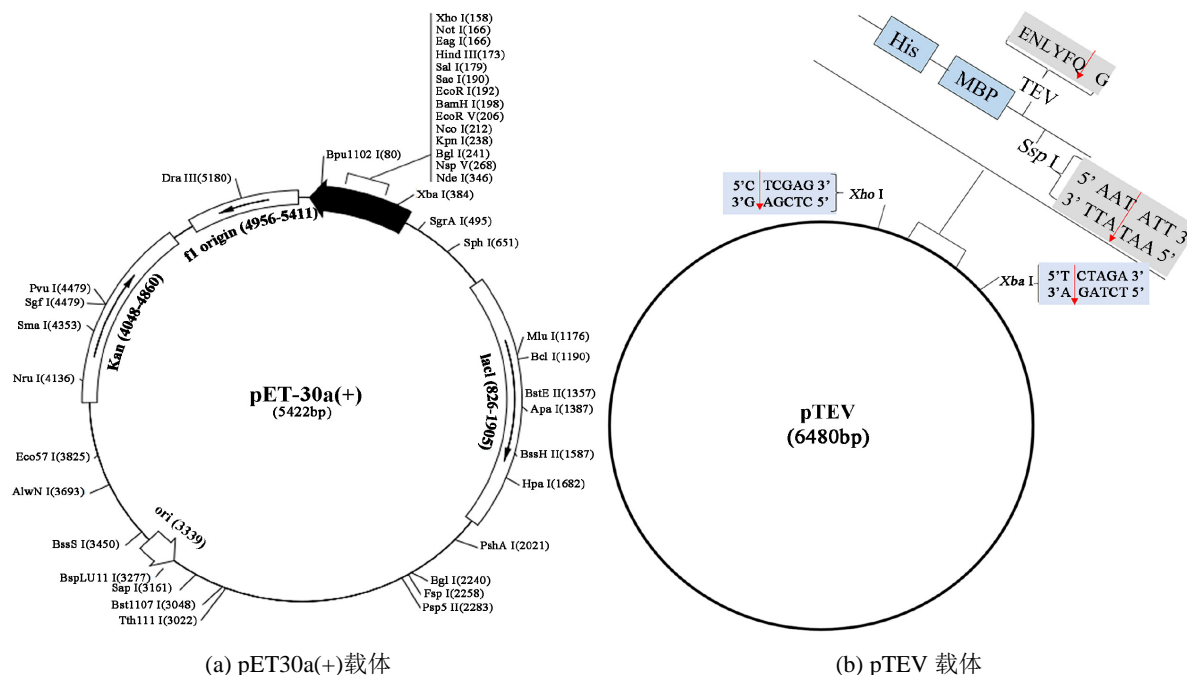 Xho I(158)
Not I(166)
Eag I(166)
Hind III(173)
Sal I(179)
Sac I(190)
EcoR I(192)
BamH I(198)
EcoR V(206)
Nco I(212)
Kpn I(238)
Bgl I(241)
Nsp V(268)
Nde I(346)
Bpu1102 I(80)
Xba I(384)
SgrA I(495)
Sph I(651)
Dra III(5180)
f1 origin (4956-5411)
Pvu I(4479)
Sgf I(4479)
Sma I(4353)
Kan (4048-4860)
Nru I(4136)
Mlu I(1176)
Bcl I(1190)
lacI (826-1905)
BstE II(1357)
Apa I(1387)
pET-30a(+)
(5422bp)
Eco57 I(3825)
BssH II(1587)
AlwN I(3693)
Hpa I(1682)
ori (3339)
BssS I(3450)
PshA I(2021)
BspLU11 I(3277)
Sap I(3161)
Bst1107 I(3048)
Tth111 I(3022)
Bgl I(2240)
Fsp I(2258)
Psp5 II(2283)
(a) pET30a(+)载体
His
MBP
TEV
ENLYFQ G
Ssp I
5’ AAT ATT 3’
3’ TTA TAA 5’
5’C TCGAG 3’
3’G AGCTC 5’
Xho I
Xba I
5’T CTAGA 3’
3’A GATCT 5’
pTEV
(6480bp)
(b) pTEV 载体